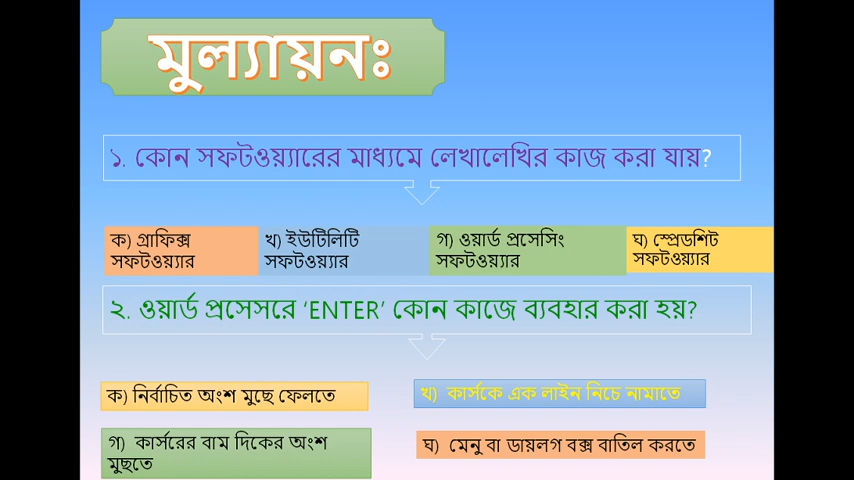 মুল্যায়নঃ
১. কোন সফটওয়্যারের মাধ্যমে লেখালেখির কাজ করা যায়?
ক) গ্রাফিক্স
সফটওয়্যার
খ) ইউটিলিটি
সফটওয়্যার
গ) ওয়ার্ড প্রসেসিং
সফটওয়্যার
ঘ) স্প্রেডশিট
সফটওয়্যার
২. ওয়ার্ড প্রসেসরে ‘ENTER’ কোন কাজে ব্যবহার করা হয়?
ক) নির্বাচিত অংশ মুছে ফেলতে
খ) কার্সকে এক লাইন নিচে নামাতে
গ) কার্সরের বাম দিকের অংশ
মুছতে
ঘ) মেনু বা ডায়লগ বক্স বাতিল করতে